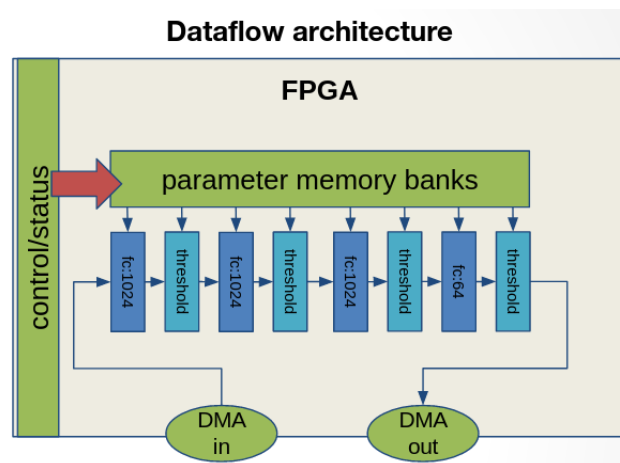 Dataflow architecture
FPGA
control/status
parameter memory banks
fc:1024
threshold
fc:1024
threshold
fc:1024
threshold
fc:64
threshold
DMA
in
DMA
out